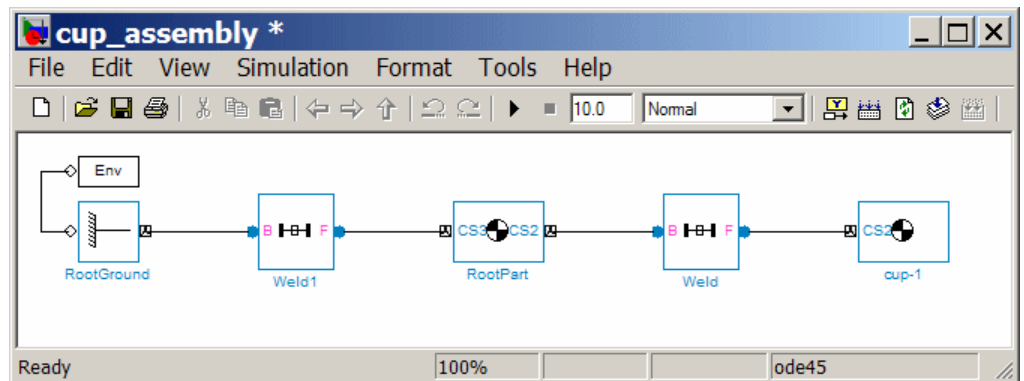 cup_assembly *
File Edit View Simulation Format Tools Help
10.0 Normal
Env
B F CS3 CS2 B F CS2
RootGround Weld1 RootPart Weld cup-1
Ready 100% ode45